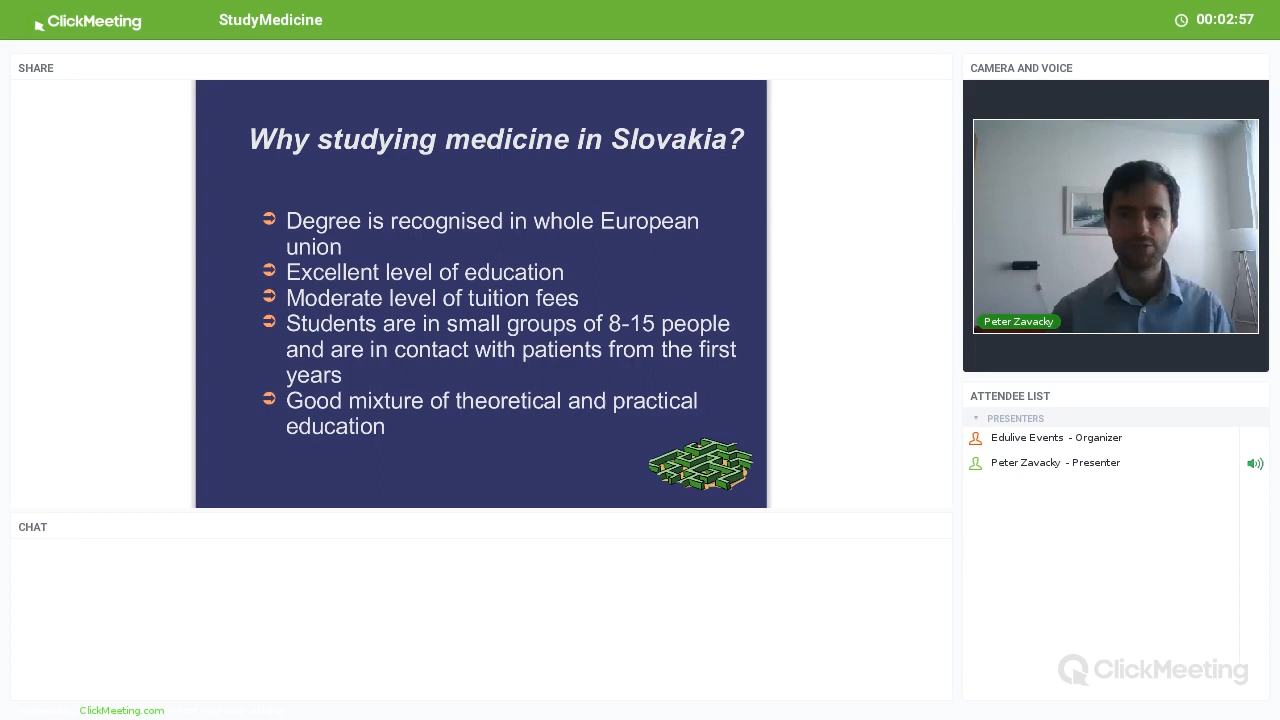 ClickMeeting
StudyMedicine
00:02:57
SHARE
CAMERA AND VOICE
Why studying medicine in Slovakia?
Degree is recognised in whole European
union
Excellent level of education
Moderate level of tuition fees
Students are in small groups of 8-15 people
and are in contact with patients from the first
years
Good mixture of theoretical and practical
education
Peter Zavacky
ATTENDEE LIST
PRESENTERS
Edulive Events - Organizer
Peter Zavacky - Presenter
CHAT
ClickMeeting
ClickMeeting.com